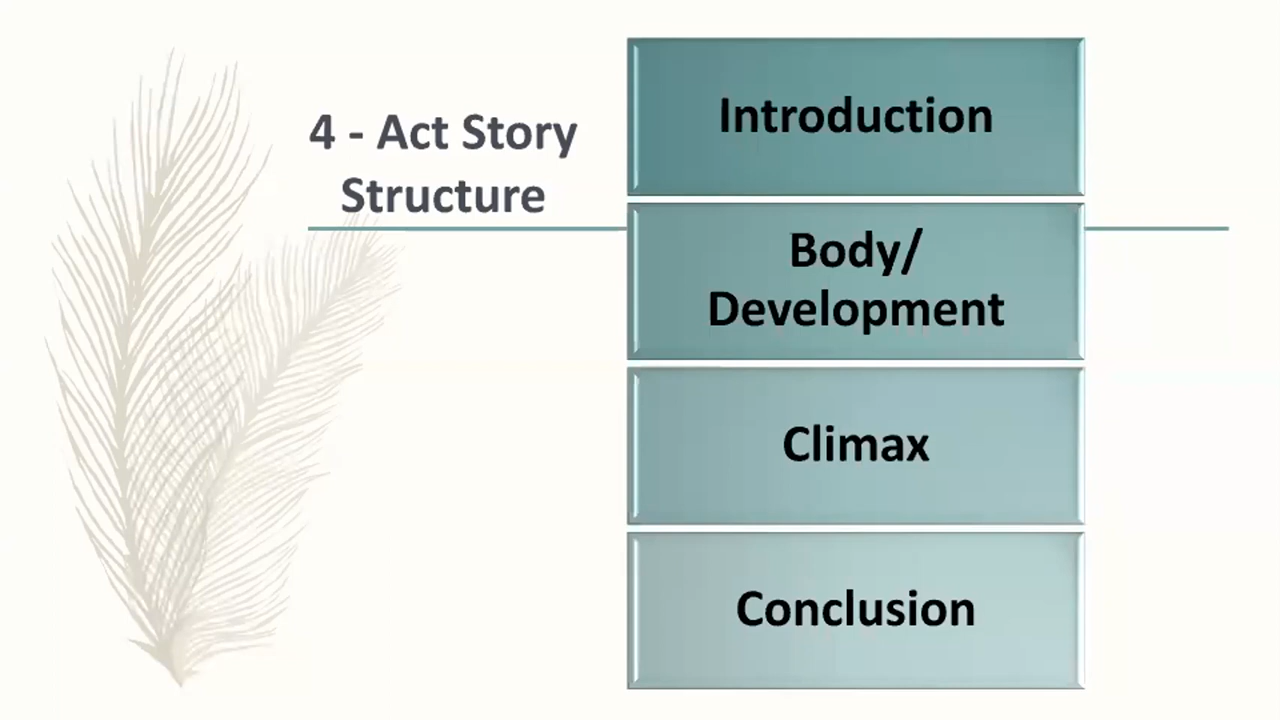 4 - Act Story
Structure
Introduction
Body/
Development
Climax
Conclusion